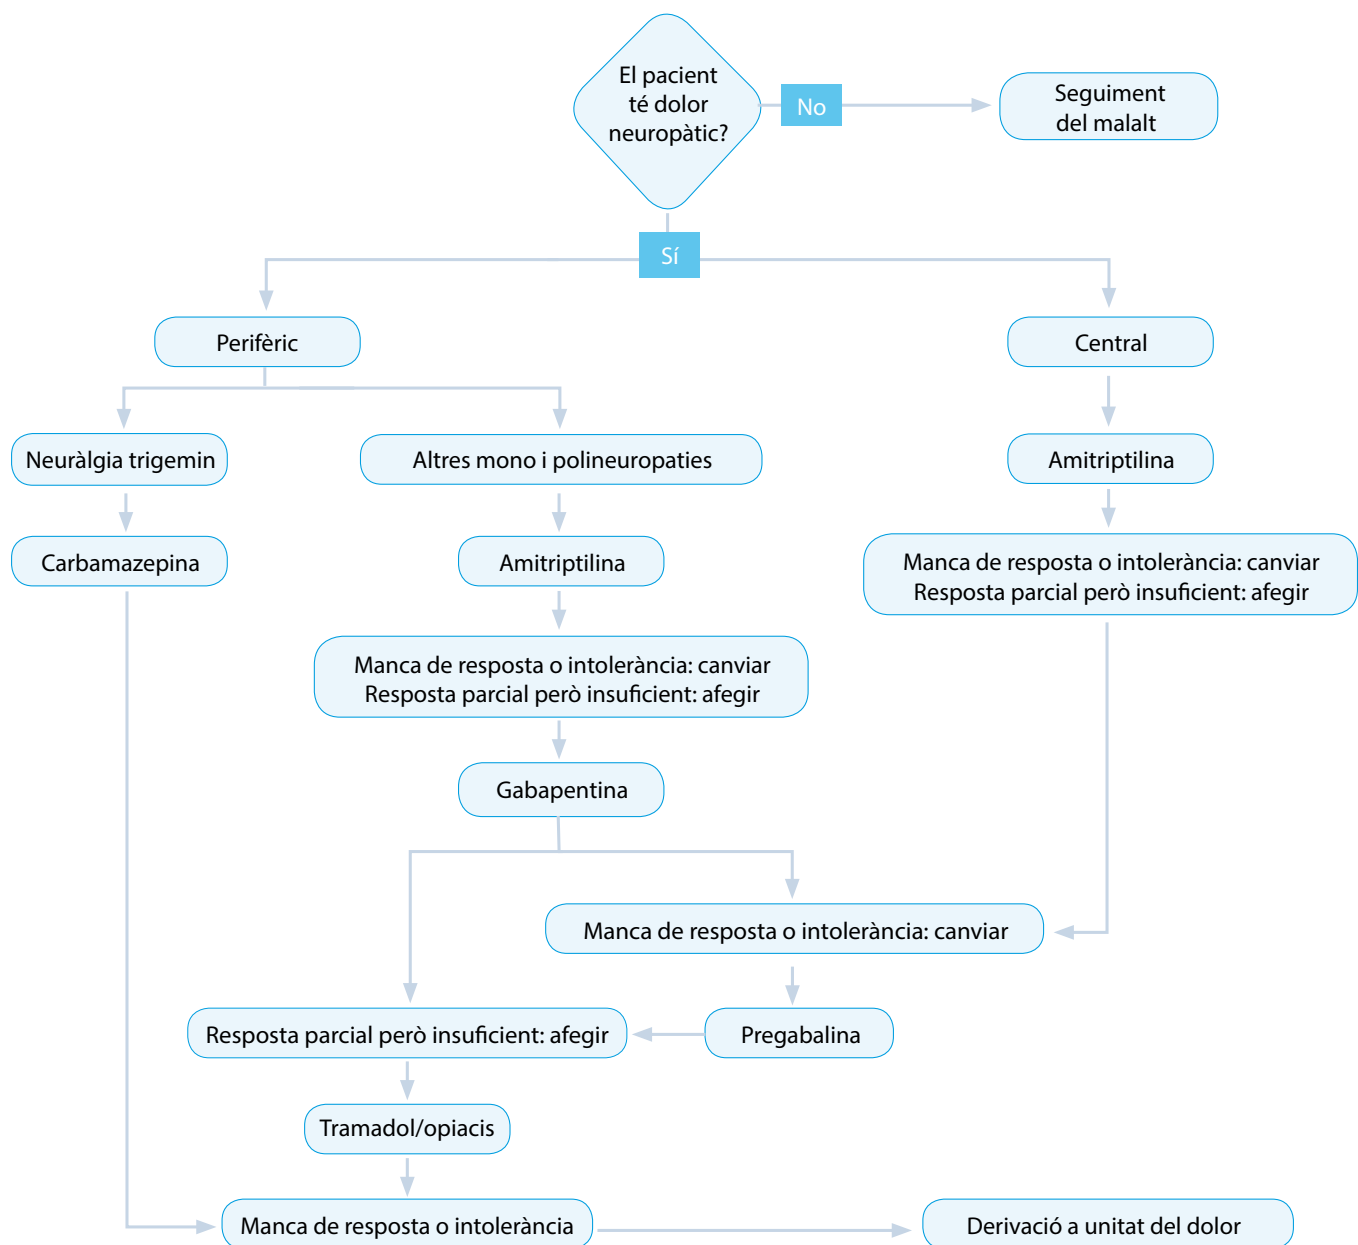 El pacient
té dolor
neuropàtic?
No
Seguiment
del malalt
Sí
Perifèric
Central
Neuràlgia trigemin
Altres mono i polineuropaties
Amitriptilina
Carbamazepina
Amitriptilina
Manca de resposta o intolerància: canviar
Resposta parcial però insuficient: afegir
Manca de resposta o intolerància: canviar
Resposta parcial però insuficient: afegir
Gabapentina
Manca de resposta o intolerància: canviar
Resposta parcial però insuficient: afegir
Pregabalina
Tramadol/opiacis
Manca de resposta o intolerància
Derivació a unitat del dolor